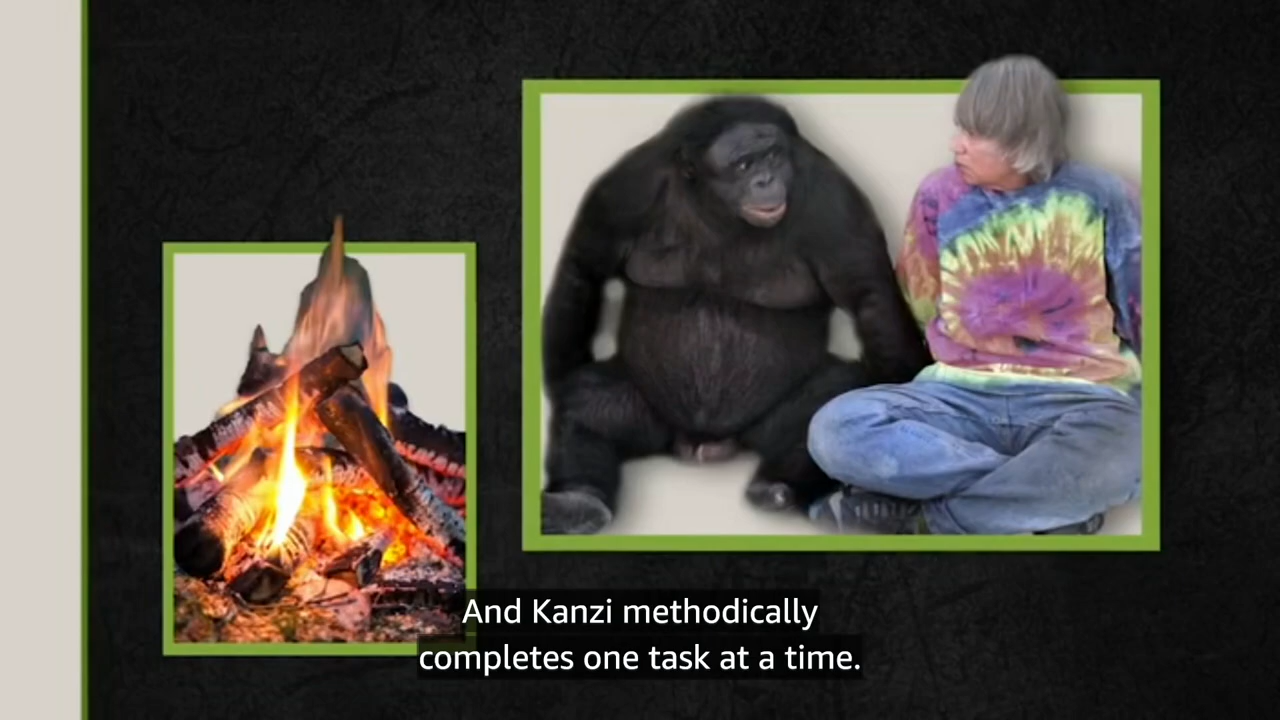 And Kanzi methodically
completes one task at a time.